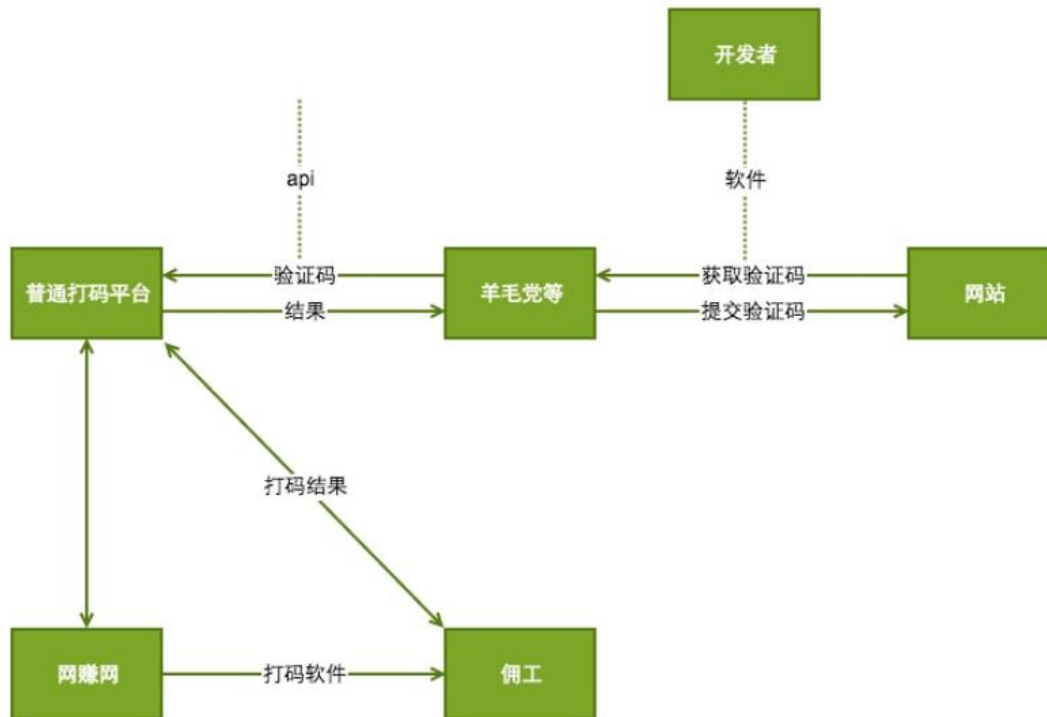 开发者
api
软件
普通打码平台
验证码
结果
羊毛党等
获取验证码
提交验证码
网站
打码结果
网赚网
打码软件
佣工